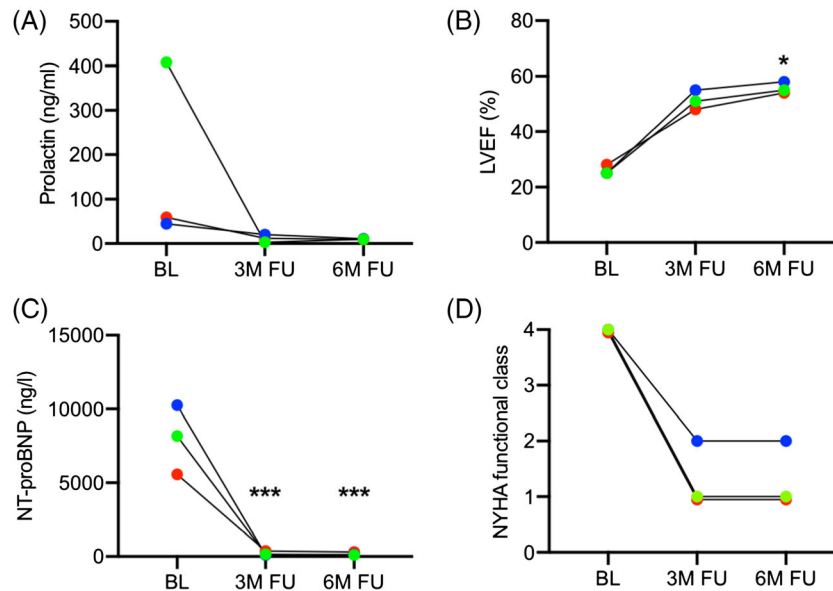 (A)
Prolactin (ng/ml)
500
400
300
200
100
0
BL 3M FU 6M FU
(B)
LVEF (%)
80
60
40
20
0
*
BL 3M FU 6M FU
(C)
NT-proBNP (ng/l)
15000
10000
5000
0
*** ***
BL 3M FU 6M FU
(D)
NYHA functional class
4
3
2
1
0
BL 3M FU 6M FU